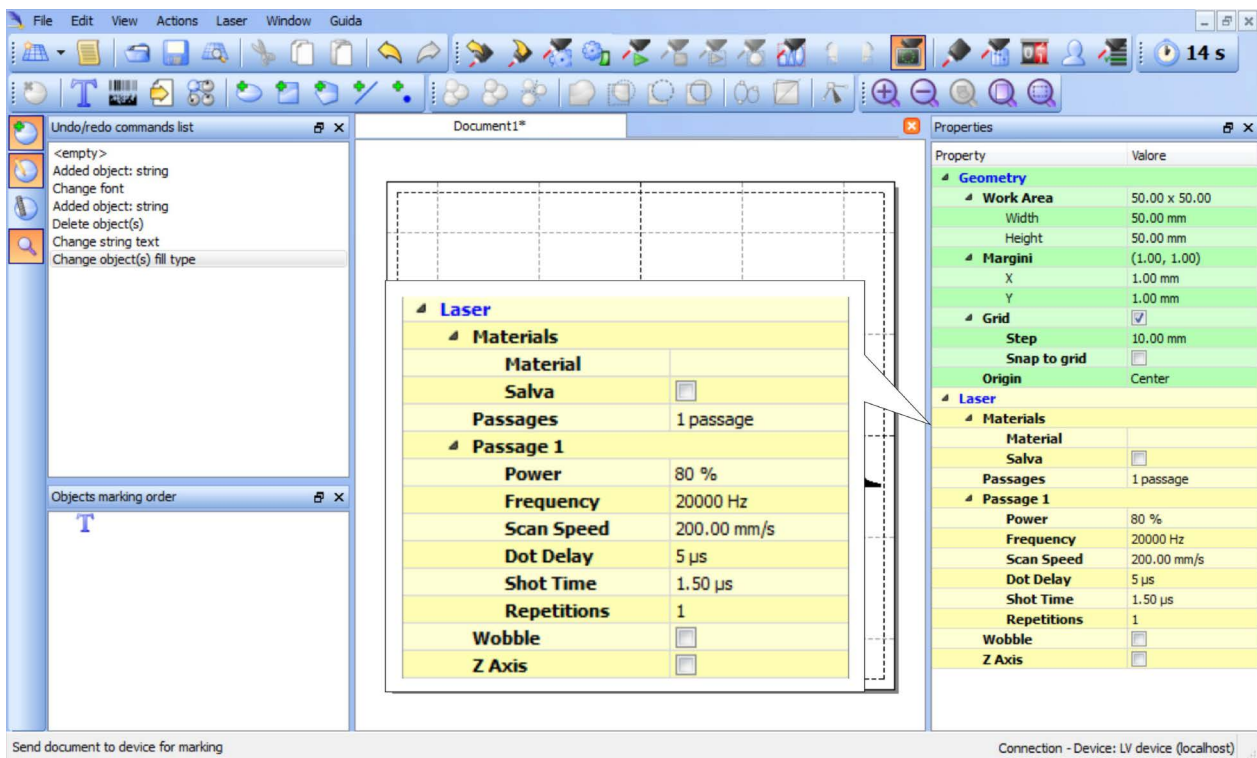 File Edit View Actions Laser Window Guida
14 s
Undo/redo commands list
<empty>
Added object: string
Change font
Added object: string
Delete object(s)
Change string text
Change object(s) fill type
Objects marking order
Document1*
Laser
Materials
Material
Salva
Passages 1 passage
Passage 1
Power 80 %
Frequency 20000 Hz
Scan Speed 200.00 mm/s
Dot Delay 5 µs
Shot Time 1.50 µs
Repetitions 1
Wobble
Z Axis
Properties
Property Valore
Geometry
Work Area 50.00 x 50.00
Width 50.00 mm
Height 50.00 mm
Margini (1.00, 1.00)
X 1.00 mm
Y 1.00 mm
Grid
Step 10.00 mm
Snap to grid
Origin Center
Laser
Materials
Material
Salva
Passages 1 passage
Passage 1
Power 80 %
Frequency 20000 Hz
Scan Speed 200.00 mm/s
Dot Delay 5 µs
Shot Time 1.50 µs
Repetitions 1
Wobble
Z Axis
Send document to device for marking
Connection - Device: LV device (localhost)